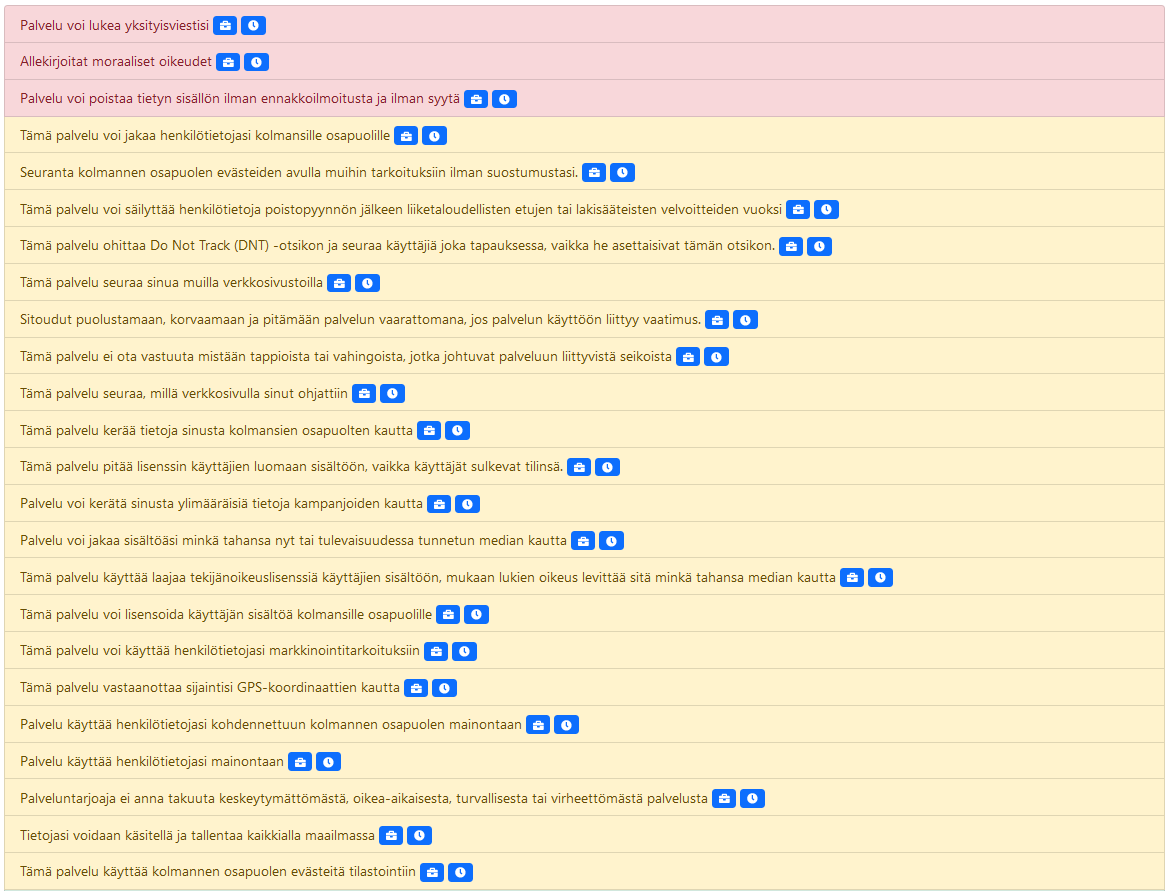 Palvelu voi lukea yksityisviestisi
Allekirjoitat moraaliset oikeudet
Palvelu voi poistaa tietyn sisällön ilman ennakkoilmoitusta ja ilman syytä
Tämä palvelu voi jakaa henkilötietojasi kolmansille osapuolille
Seuranta kolmannen osapuolen evästeiden avulla muihin tarkoituksiin ilman suostumustasi.
Tämä palvelu voi säilyttää henkilötietoja poistopyynnön jälkeen liiketaloudellisten etujen tai lakisääteisten velvoitteiden vuoksi
Tämä palvelu ohittaa Do Not Track (DNT) -otsikon ja seuraa käyttäjiä joka tapauksessa, vaikka he asettaisivat tämän otsikon.
Tämä palvelu seuraa sinua muilla verkkosivustoilla
Sitoudut puolustamaan, korvaamaan ja pitämään palvelun vaarattomana, jos palvelun käyttöön liittyy vaatimus.
Tämä palvelu ei ota vastuuta mistään tappioista tai vahingoista, jotka johtuvat palveluun liittyvistä seikoista
Tämä palvelu seuraa, millä verkkosivulla sinut ohjattiin
Tämä palvelu kerää tietoja sinusta kolmansien osapuolten kautta
Tämä palvelu pitää lisenssin käyttäjien luomaan sisältöön, vaikka käyttäjät sulkevat tilinsä.
Palvelu voi kerätä sinusta ylimääräisiä tietoja kampanjoiden kautta
Palvelu voi jakaa sisältöäsi minkä tahansa nyt tai tulevaisuudessa tunnetun median kautta
Tämä palvelu käyttää laajaa tekijänoikeuslisenssiä käyttäjien sisältöön, mukaan lukien oikeus levittää sitä minkä tahansa median kautta
Tämä palvelu voi lisensoida käyttäjän sisältöä kolmansille osapuolille
Tämä palvelu voi käyttää henkilötietojasi markkinointitarkoituksiin
Tämä palvelu vastaanottaa sijaintisi GPS-koordinaattien kautta
Palvelu käyttää henkilötietojasi kohdennettuun kolmannen osapuolen mainontaan
Palvelu käyttää henkilötietojasi mainontaan
Palveluntarjoaja ei anna takuuta keskeytymättömästä, oikea-aikaisesta, turvallisesta tai virheettömästä palvelusta
Tietojasi voidaan käsitellä ja tallentaa kaikkialla maailmassa
Tämä palvelu käyttää kolmannen osapuolen evästeitä tilastointiin